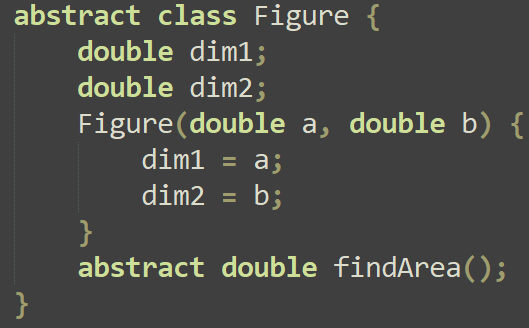 abstract class Figure {
    double dim1;
    double dim2;
    Figure(double a, double b) {
        dim1 = a;
        dim2 = b;
    }
    abstract double findArea();
}